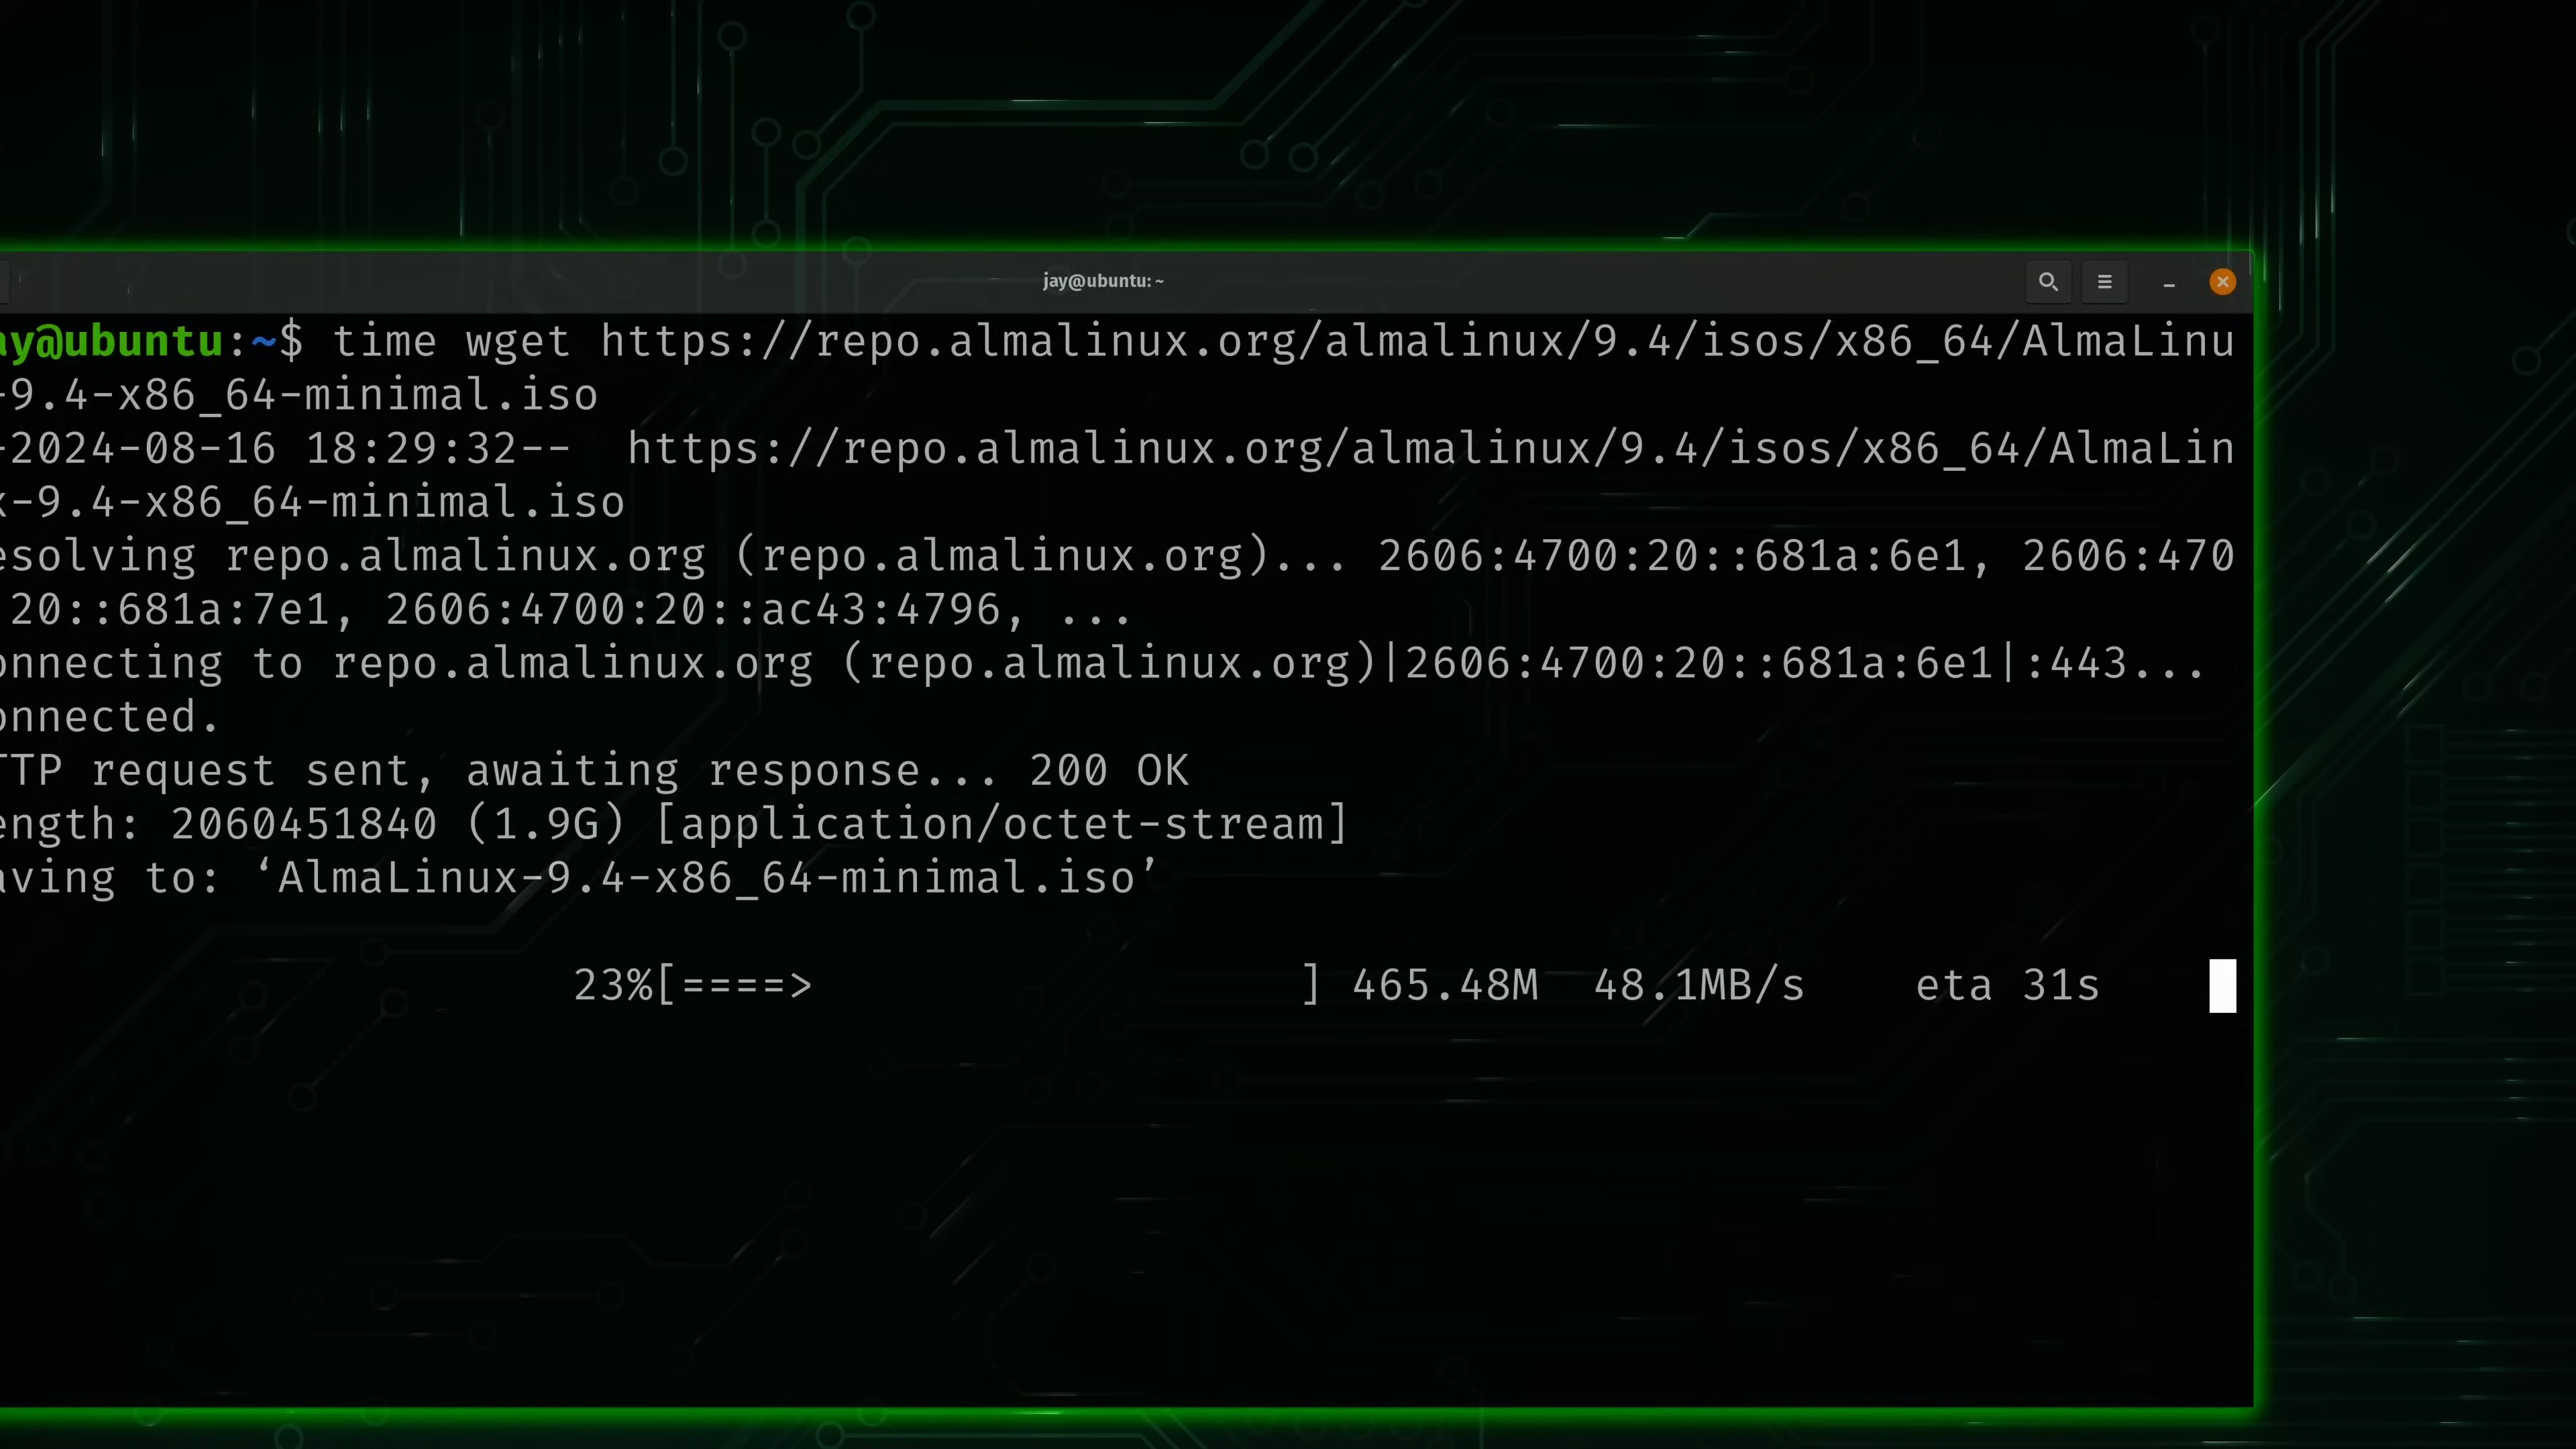 jay@ubuntu: ~
ay@ubuntu:~$ time wget https://repo.almalinux.org/almalinux/9.4/isos/x86_64/AlmaLinu
-9.4-x86_64-minimal.iso
-2024-08-16 18:29:32--  https://repo.almalinux.org/almalinux/9.4/isos/x86_64/AlmaLin
x-9.4-x86_64-minimal.iso
esolving repo.almalinux.org (repo.almalinux.org)... 2606:4700:20::681a:6e1, 2606:470
:20::681a:7e1, 2606:4700:20::ac43:4796, ...
onnecting to repo.almalinux.org (repo.almalinux.org)|2606:4700:20::681a:6e1|:443...
onnected.
TTP request sent, awaiting response... 200 OK
ength: 2060451840 (1.9G) [application/octet-stream]
aving to: ‘AlmaLinux-9.4-x86_64-minimal.iso’
23%[====>                  ] 465.48M  48.1MB/s    eta 31s